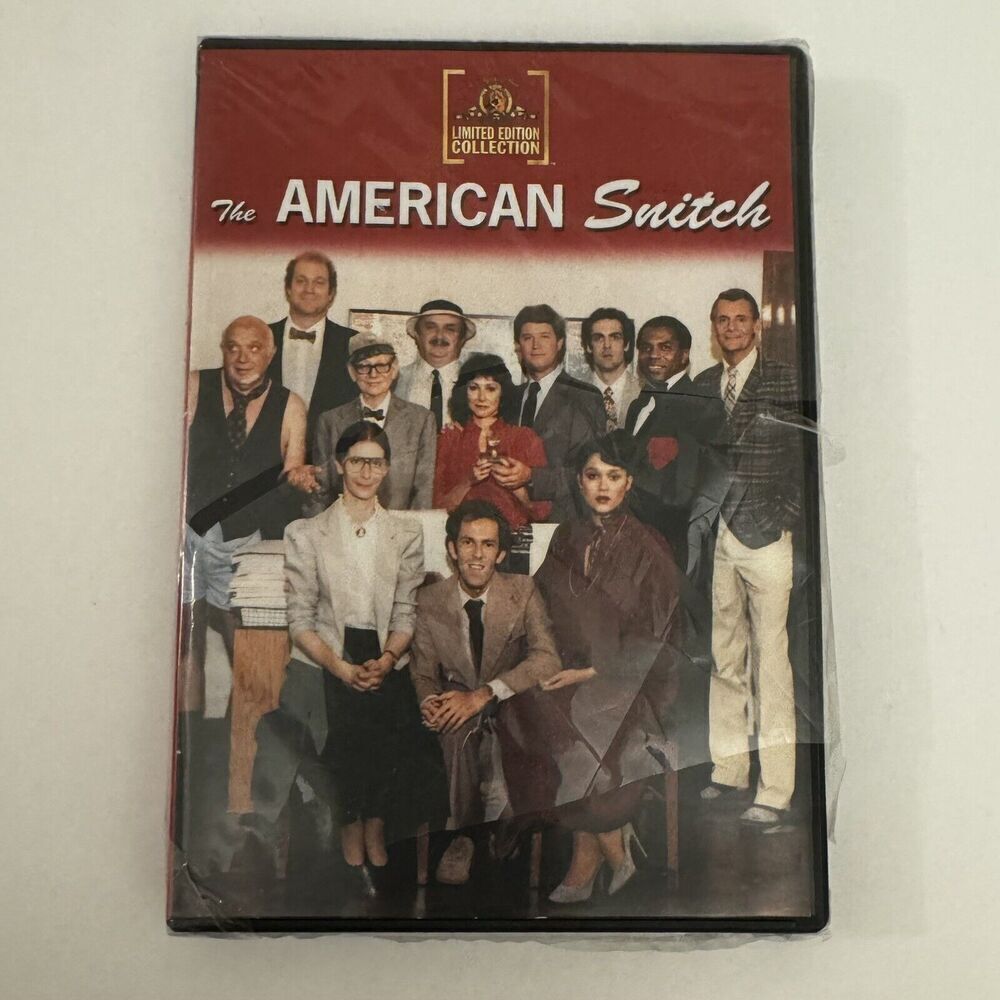 LIMITED EDITION
COLLECTION
The AMERICAN Snitch